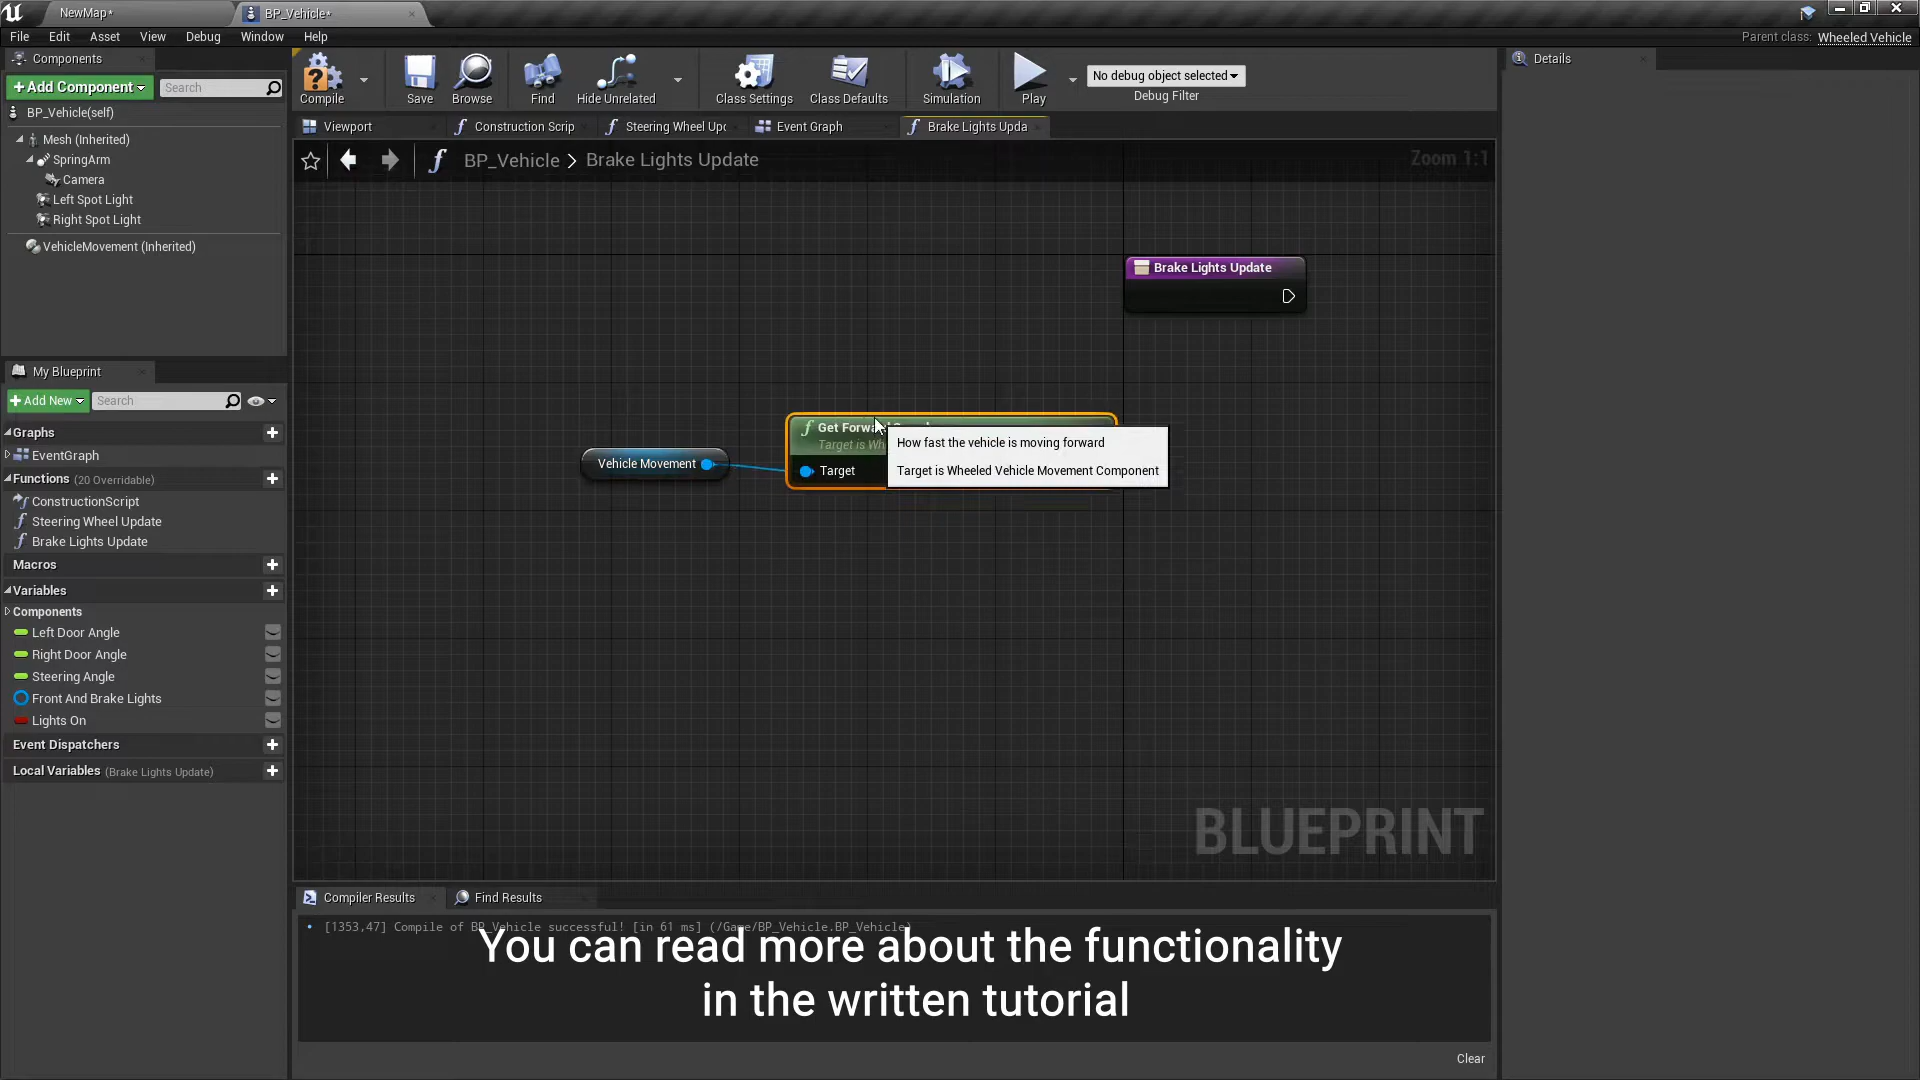 NewMap*
BP_Vehicle*
File Edit Asset View Debug Window Help
Parent class: Wheeled Vehicle
Components
+ Add Component
Search
BP_Vehicle(self)
Mesh (Inherited)
SpringArm
Camera
Left Spot Light
Right Spot Light
VehicleMovement (Inherited)
My Blueprint
+ Add New
Search
Graphs
EventGraph
Functions (20 Overridable)
ConstructionScript
Steering Wheel Update
Brake Lights Update
Macros
Variables
Components
Left Door Angle
Right Door Angle
Steering Angle
Front And Brake Lights
Lights On
Event Dispatchers
Local Variables (Brake Lights Update)
Compile Save Browse Find Hide Unrelated Class Settings Class Defaults Simulation Play
No debug object selected
Debug Filter
Viewport Construction Scrip Steering Wheel Upd Event Graph Brake Lights Upda
BP_Vehicle > Brake Lights Update
Zoom 1:1
Brake Lights Update
Vehicle Movement
Get Forward
Target is Wh
Target
How fast the vehicle is moving forward
Target is Wheeled Vehicle Movement Component
BLUEPRINT
Compiler Results Find Results
[1353,47] Compile of BP_Vehicle successful! [in 61 ms] (/Game/BP_Vehicle.BP_Vehicle)
You can read more about the functionality
in the written tutorial
Clear
Details